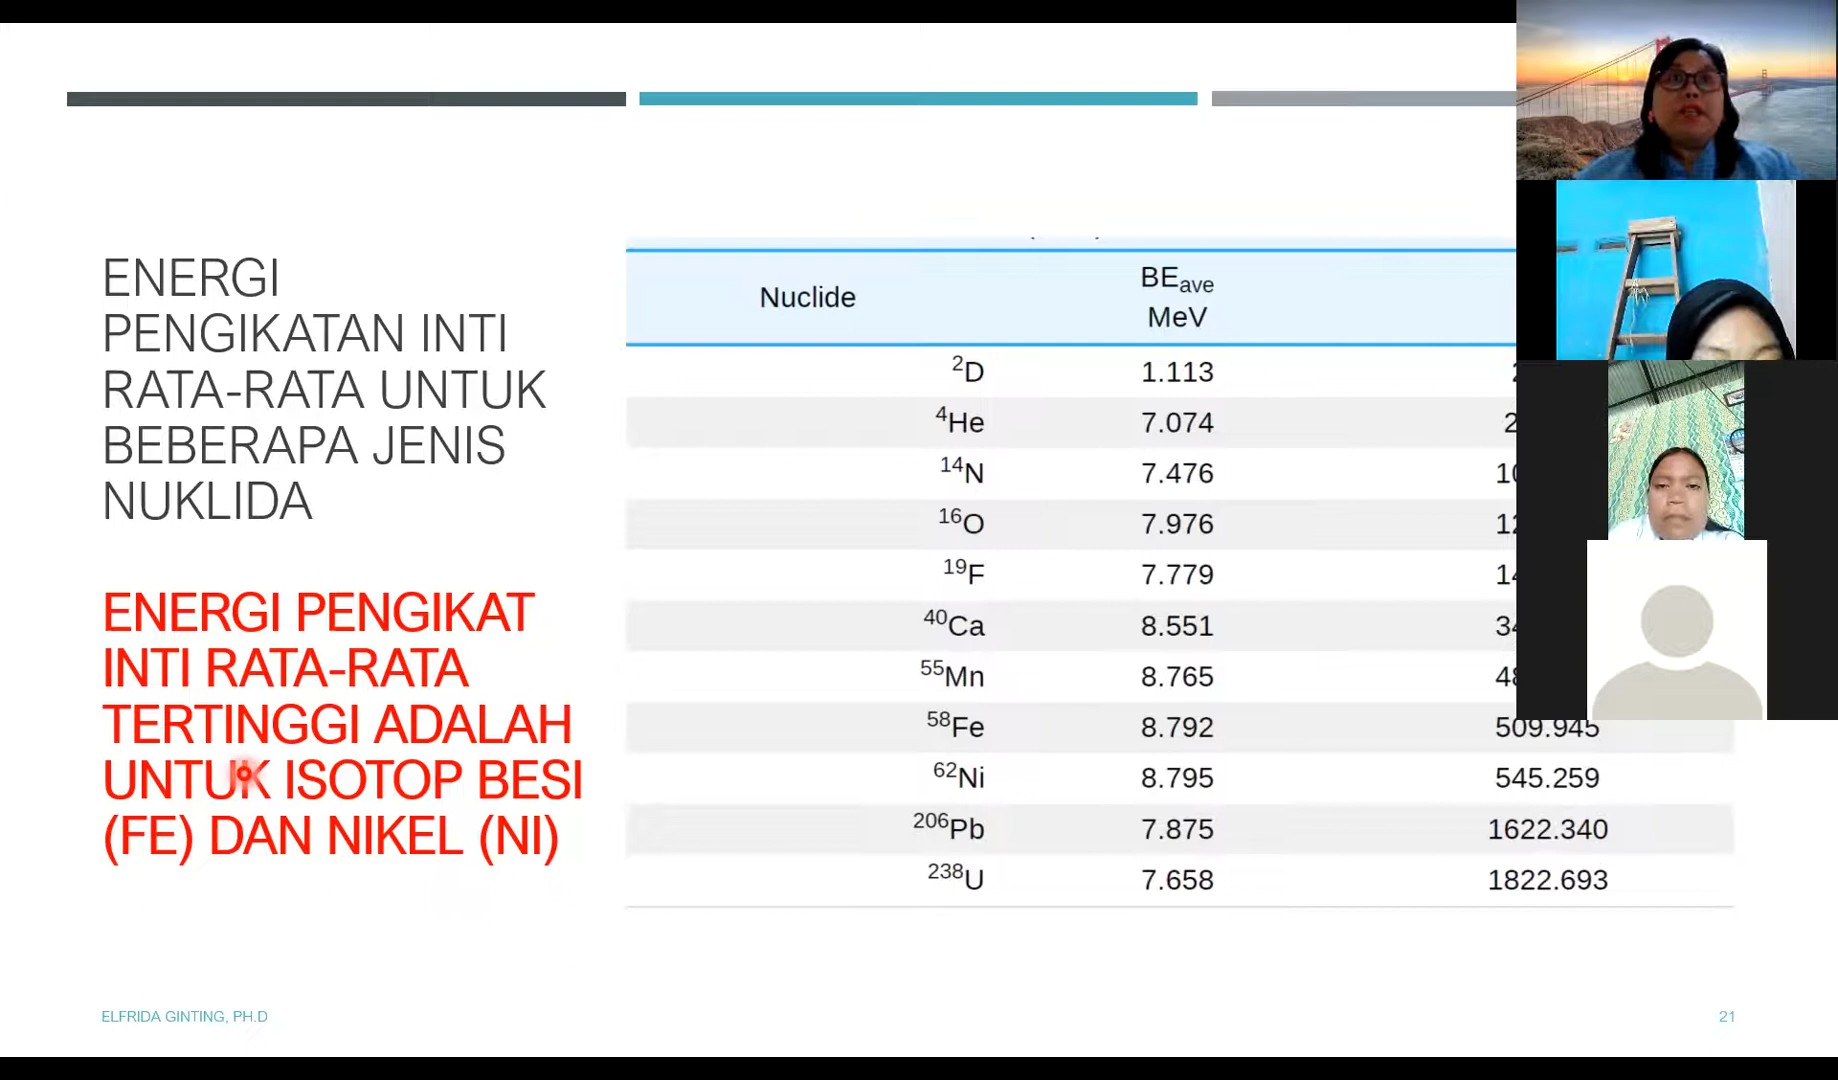 ENERGI
PENGIKATAN INTI
RATA-RATA UNTUK
BEBERAPA JENIS
NUKLIDA
ENERGI PENGIKAT
INTI RATA-RATA
TERTINGGI ADALAH
UNTUK ISOTOP BESI
(FE) DAN NIKEL (NI)
Nuclide BEave MeV
2D 1.113
4He 7.074
14N 7.476
16O 7.976
19F 7.779
40Ca 8.551
55Mn 8.765
58Fe 8.792 509.945
62Ni 8.795 545.259
206Pb 7.875 1622.340
238U 7.658 1822.693
ELFRIDA GINTING, PH.D 21